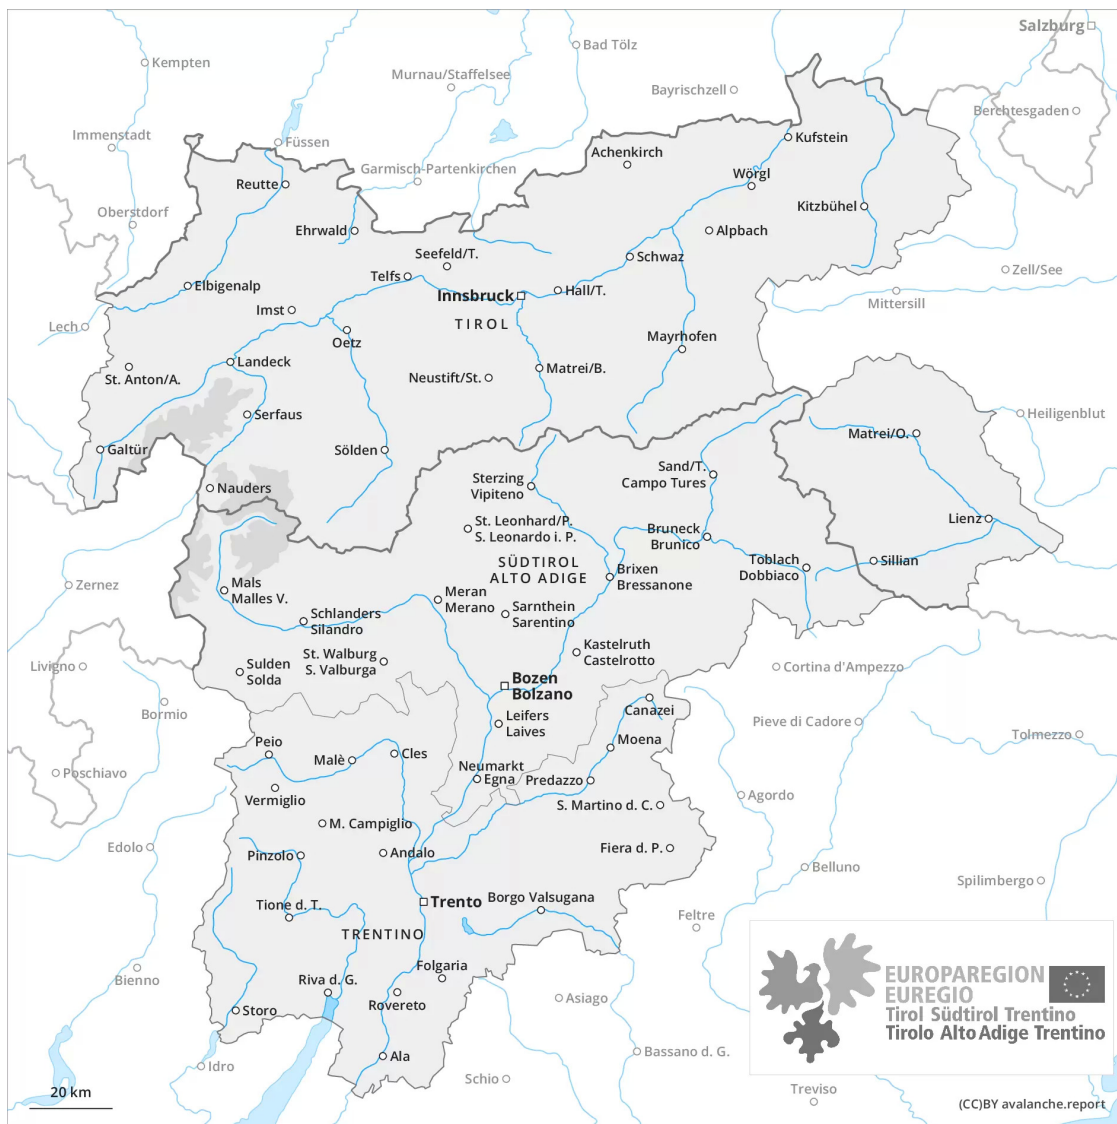 Salzburg
Bad Tölz
Kempten
Murnau/Staffelsee
Bayrischzell
Berchtesgaden
Immenstadt
Füssen
Kufstein
Achenkirch
Garmisch-Partenkirchen
Wörgl
Reutte
Kitzbühel
Oberstdorf
Ehrwald
Alpbach
Seefeld/T.
Schwaz
Zell/See
Telfs
Elbigenalp
Hall/T.
Innsbruck
Mittersill
Imst
TIROL
Lech
Oetz
Mayrhofen
Landeck
Matrei/B.
St. Anton/A.
Neustift/St.
Serfaus
Heiligenblut
Matrei/O.
Galtür
Sölden
Sand/T.
Campo Tures
Sterzing
Vipiteno
Nauders
Lienz
St. Leonhard/P.
S. Leonardo i. P.
Bruneck
Brunico
SÜDTIROL
ALTO ADIGE
Toblach
Dobbiaco
Sillian
Brixen
Bressanone
Zernez
Mals
Malles V.
Meran
Merano
Sarnthein
Sarentino
Schlanders
Silandro
Kastelruth
Castelrotto
St. Walburg
S. Valburga
Livigno
Sulden
Solda
Cortina d'Ampezzo
Bozen
Bolzano
Bormio
Canazei
Leifers
Laives
Pieve di Cadore
Tolmezzo
Peio
Moena
Cles
Malè
Neumarkt
Egna
Predazzo
Poschiavo
Vermiglio
Agordo
S. Martino d. C.
M. Campiglio
Edolo
Pinzolo
Andalo
Fiera d. P.
Belluno
Spilimbergo
Tione d. T.
Trento
Borgo Valsugana
Feltre
TRENTINO
Folgaria
Bienno
Riva d. G.
Rovereto
Asiago
Storo
EUROPAREGION
EUREGIO
Tirol Südtirol Trentino
Tirolo Alto Adige Trentino
Ala
Idro
Schio
Bassano d. G.
Treviso
20 km
(CC)BY avalanche.report